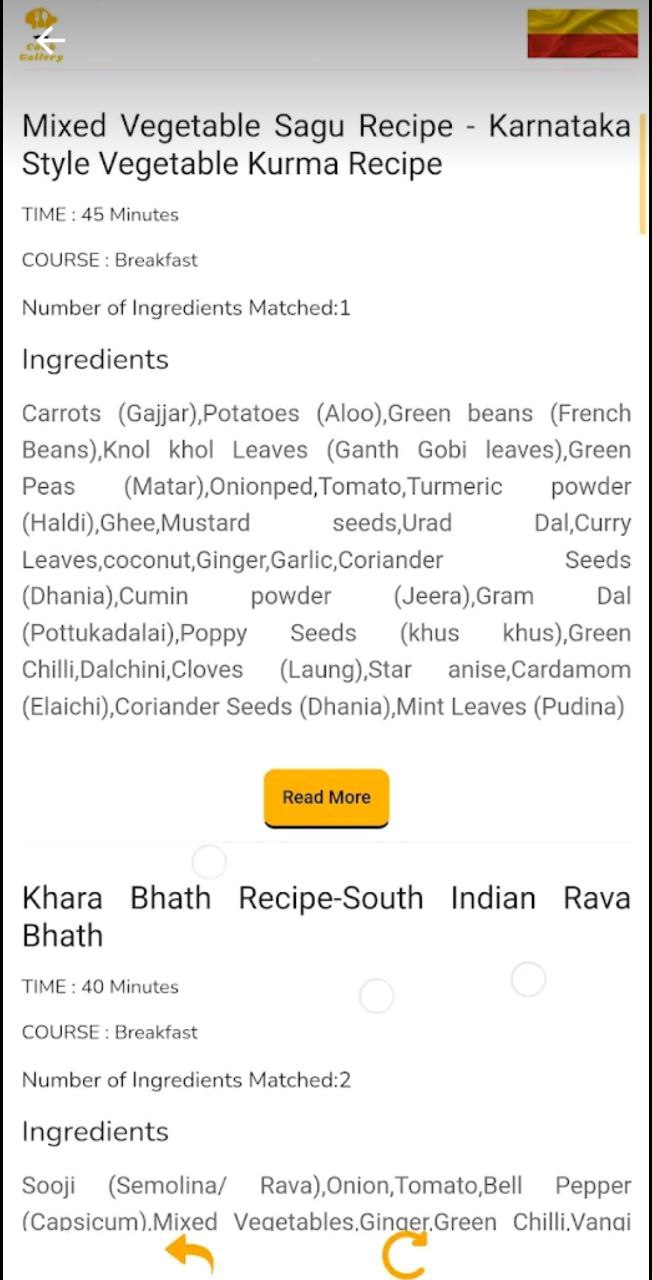 Gallery
Mixed Vegetable Sagu Recipe - Karnataka
Style Vegetable Kurma Recipe
TIME : 45 Minutes
COURSE : Breakfast
Number of Ingredients Matched:1
Ingredients
Carrots (Gajjar),Potatoes (Aloo),Green beans (French
Beans),Knol khol Leaves (Ganth Gobi leaves),Green
Peas (Matar),Onionped,Tomato,Turmeric powder
(Haldi),Ghee,Mustard seeds,Urad Dal,Curry
Leaves,coconut,Ginger,Garlic,Coriander Seeds
(Dhania),Cumin powder (Jeera),Gram Dal
(Pottukadalai),Poppy Seeds (khus khus),Green
Chilli,Dalchini,Cloves (Laung),Star anise,Cardamom
(Elaichi),Coriander Seeds (Dhania),Mint Leaves (Pudina)
Read More
Khara Bhath Recipe-South Indian Rava
Bhath
TIME : 40 Minutes
COURSE : Breakfast
Number of Ingredients Matched:2
Ingredients
Sooji (Semolina/ Rava),Onion,Tomato,Bell Pepper
(Capsicum),Mixed Vegetables,Ginger,Green Chilli,Vangi